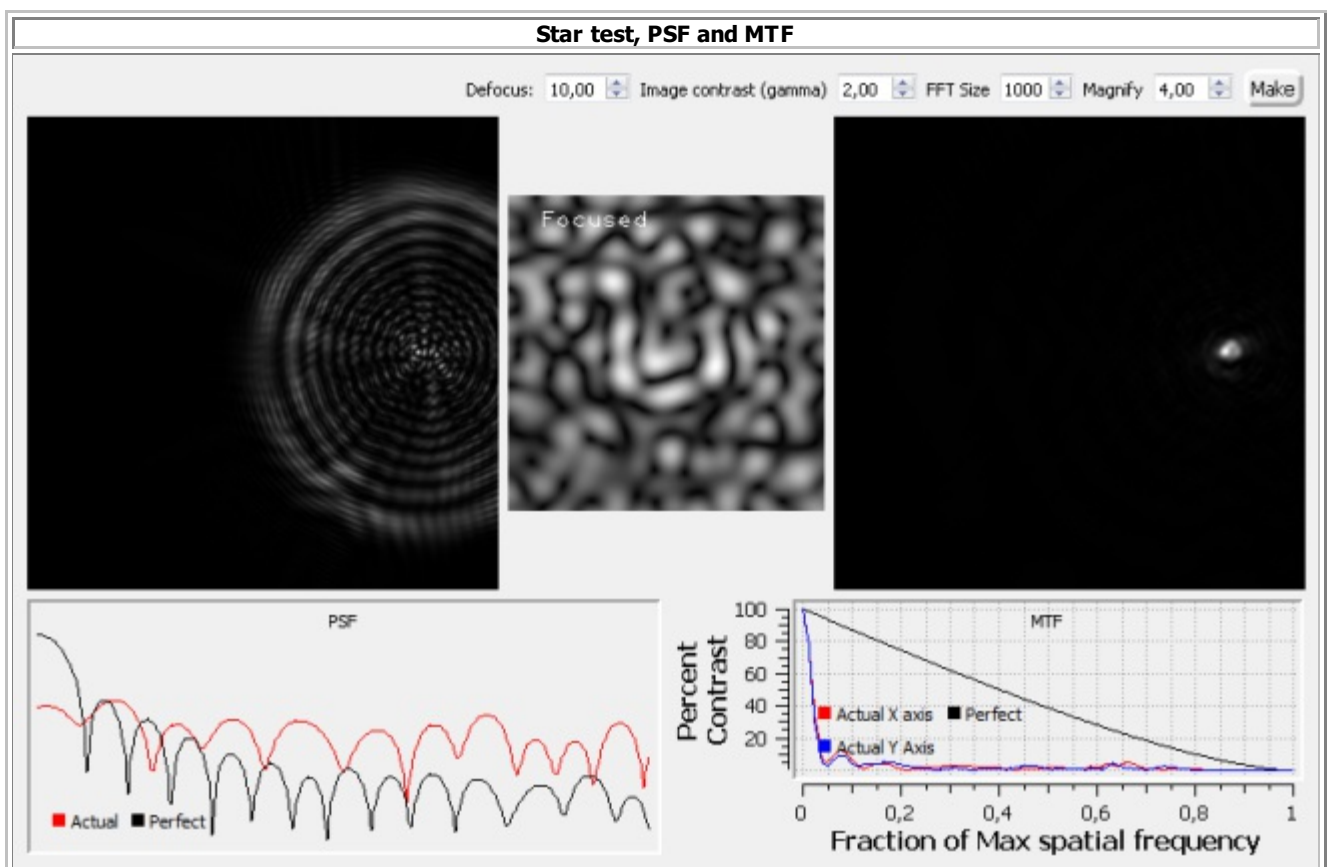 Star test, PSF and MTF
Defocus: 10,00 Image contrast (gamma) 2,00 FFT Size 1000 Magnify 4,00 Make
Focused
PSF
Actual Perfect
MTF
Percent
Contrast
100
80
60
40
20
Actual X axis Perfect
Actual Y Axis
0 0,2 0,4 0,6 0,8 1
Fraction of Max spatial frequency